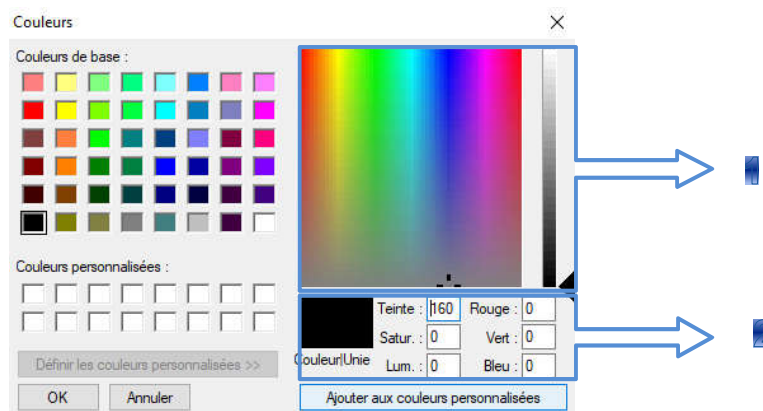 Couleurs
Couleurs de base :
Couleurs personnalisées :
Définir les couleurs personnalisées >>
OK Annuler
Teinte : 160 Rouge : 0
Satur. : 0 Vert : 0
Couleur|Unie Lum. : 0 Bleu : 0
Ajouter aux couleurs personnalisées